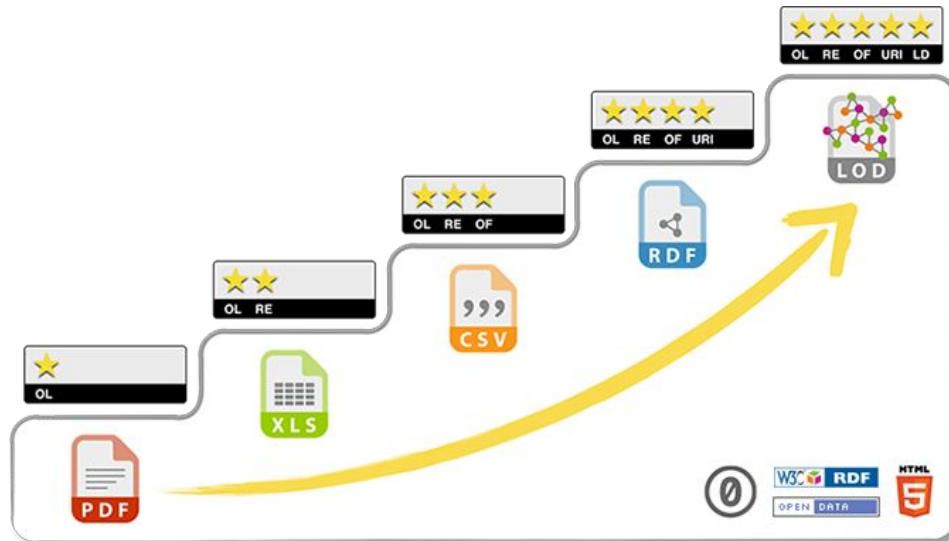 OL RE OF URI LD
LOD
OL RE OF URI
RDF
OL RE OF
,,,
CSV
OL RE
XLS
OL
PDF
0
W3C RDF
OPEN DATA
HTML
5